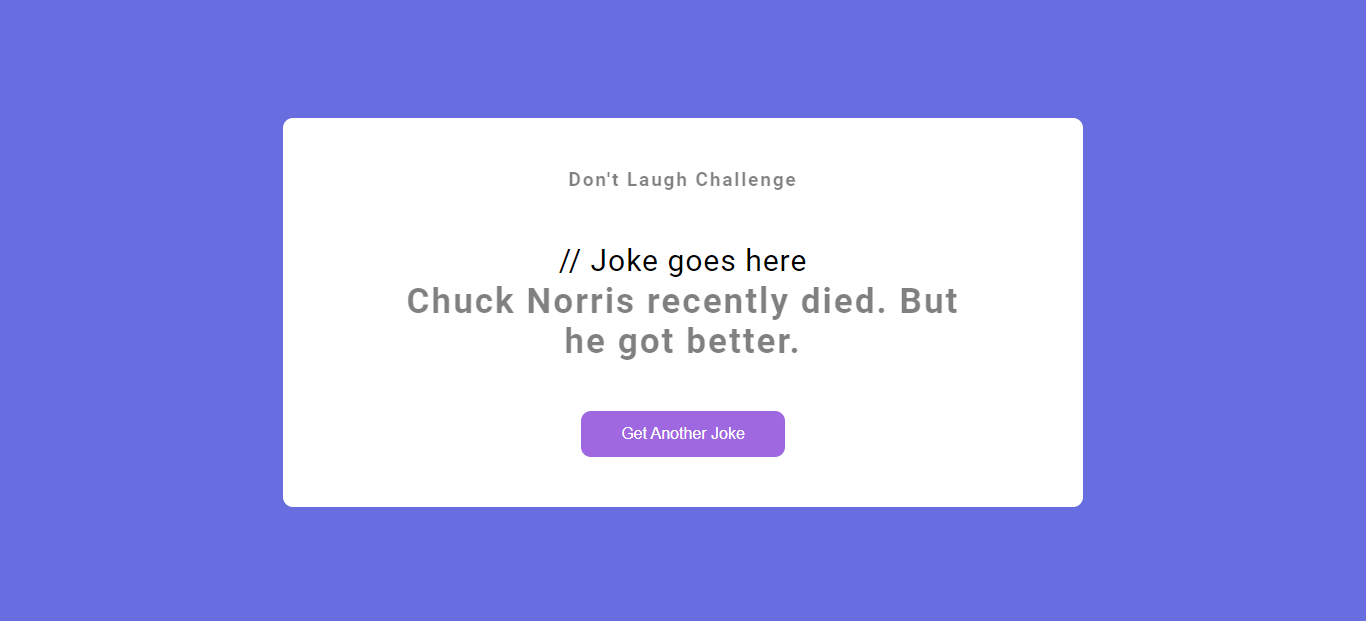 Don't Laugh Challenge
// Joke goes here
Chuck Norris recently died. But
he got better.
Get Another Joke